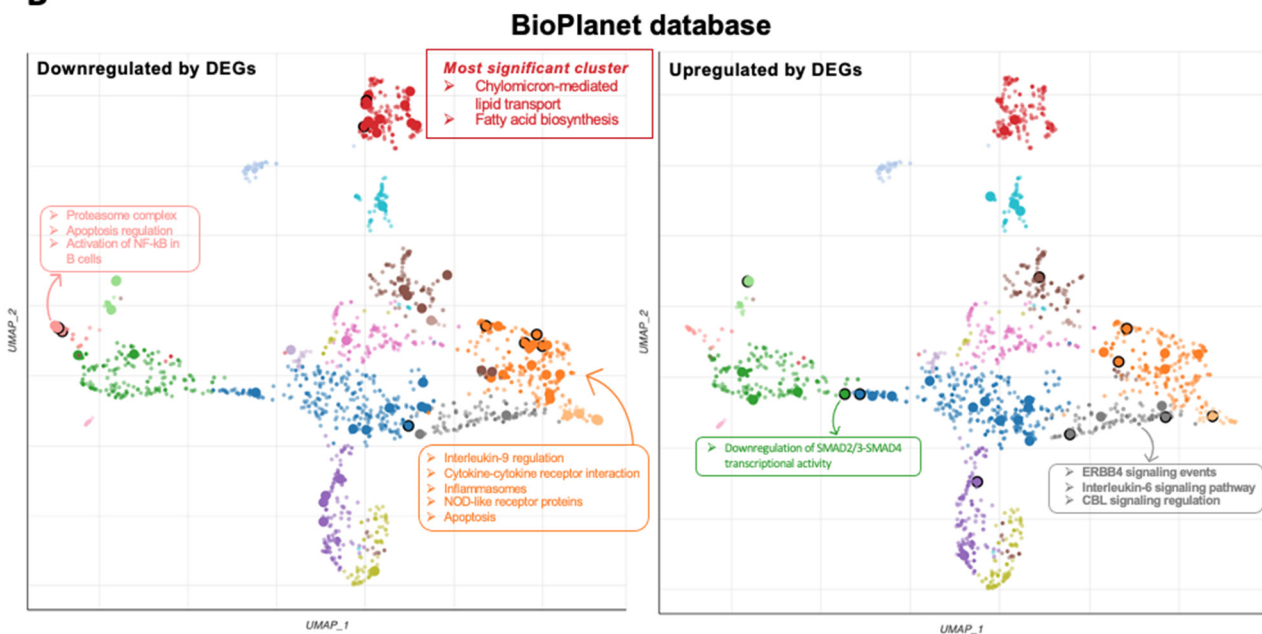 BioPlanet database
Downregulated by DEGs
Most significant cluster
➢ Chylomicron-mediated
lipid transport
➢ Fatty acid biosynthesis
➢ Proteasome complex
➢ Apoptosis regulation
➢ Activation of NF-kB in
B cells
➢ Interleukin-9 regulation
➢ Cytokine-cytokine receptor interaction
➢ Inflammasomes
➢ NOD-like receptor proteins
➢ Apoptosis
UMAP_2
UMAP_1
Upregulated by DEGs
➢ Downregulation of SMAD2/3-SMAD4
transcriptional activity
➢ ERBB4 signaling events
➢ Interleukin-6 signaling pathway
➢ CBL signaling regulation
UMAP_2
UMAP_1